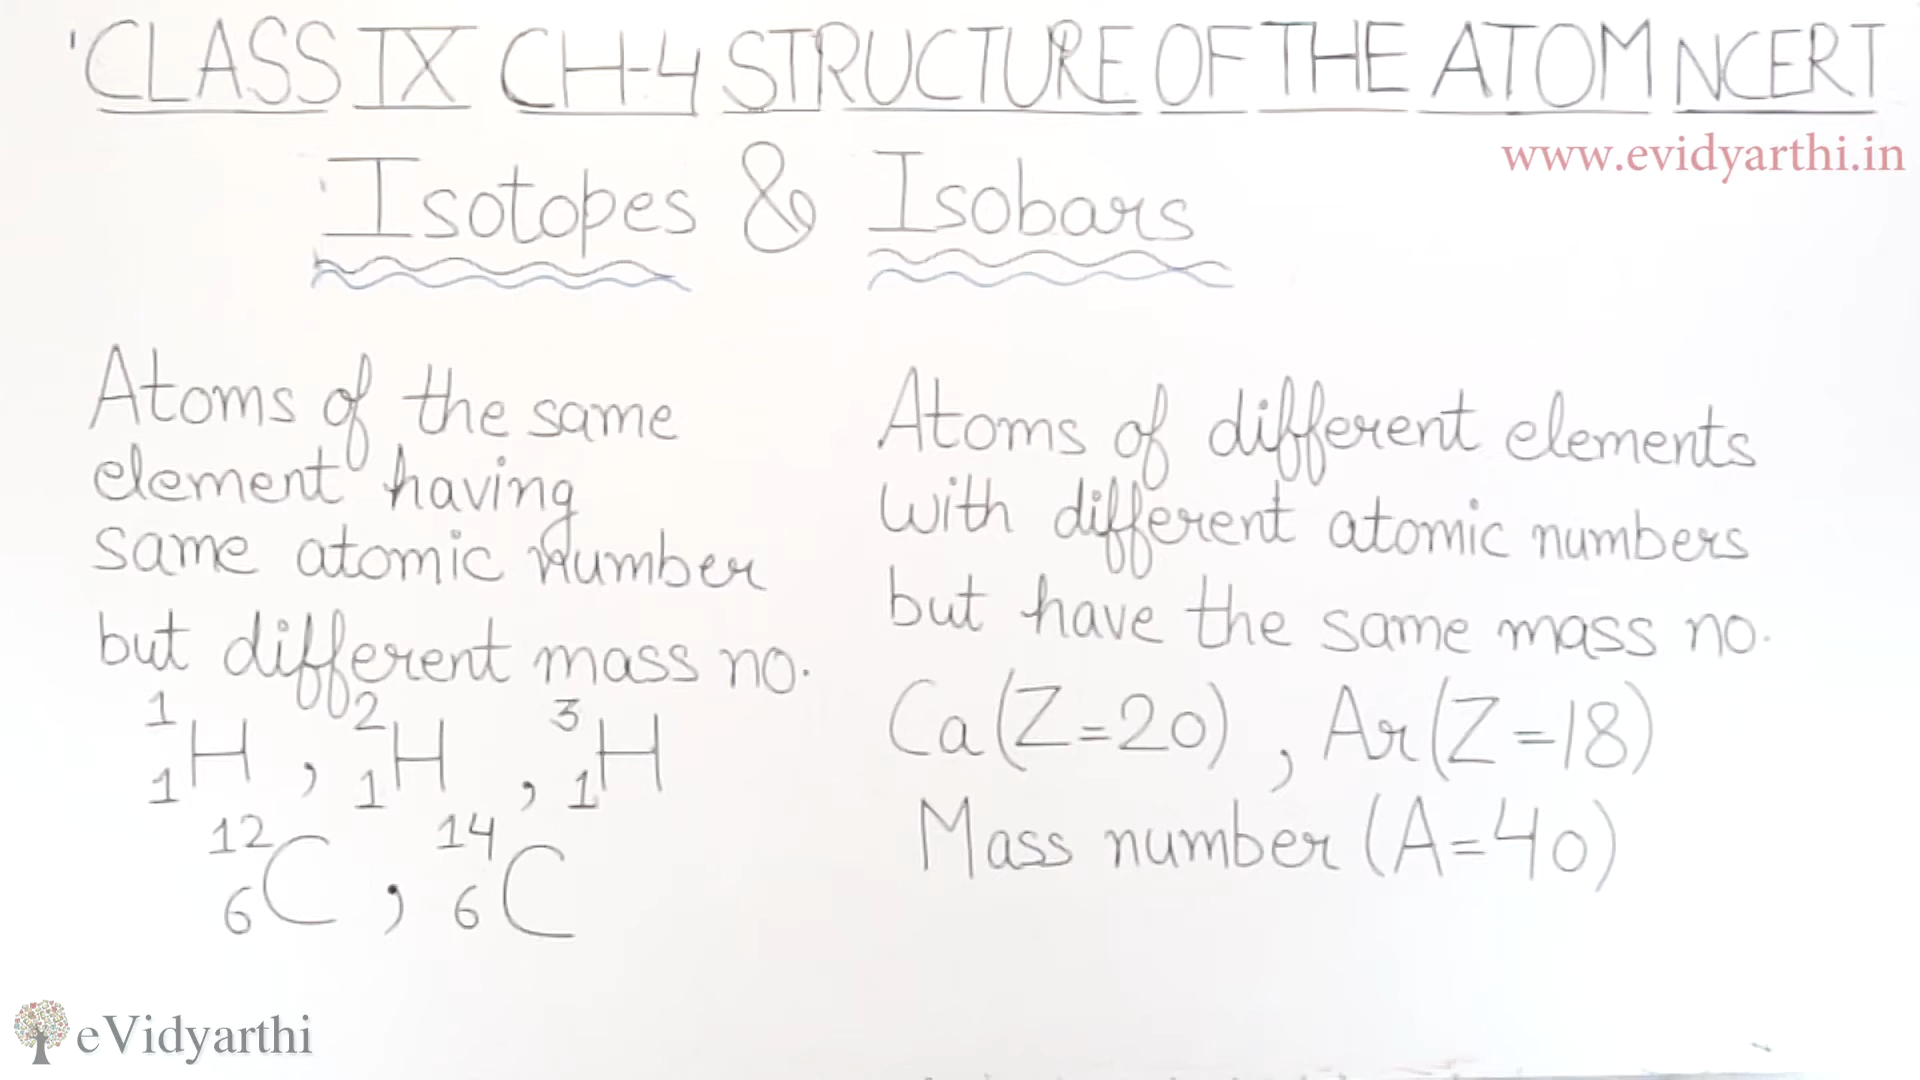 CLASS IX CH-4 STRUCTURE OF THE ATOM NCERT
www.evidyarthi.in
Isotopes & Isobars
Atoms of the same
element having
same atomic number
but different mass no.
¹₁H , ²₁H , ³₁H
¹²₆C , ¹⁴₆C
Atoms of different elements
with different atomic numbers
but have the same mass no.
Ca(Z=20) , Ar(Z=18)
Mass number (A=40)
eVidyarthi